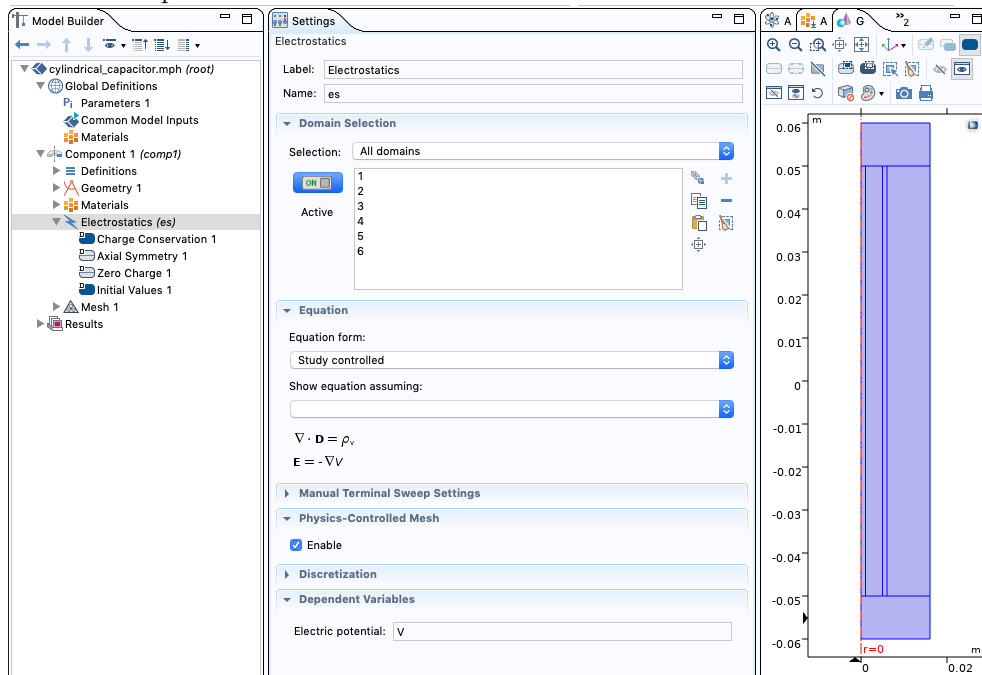 Model Builder
cylindrical_capacitor.mph (root)
Global Definitions
Pi Parameters 1
Common Model Inputs
Materials
Component 1 (comp1)
Definitions
Geometry 1
Materials
Electrostatics (es)
D Charge Conservation 1
D Axial Symmetry 1
D Zero Charge 1
D Initial Values 1
Mesh 1
Results
Settings
Electrostatics
Label: Electrostatics
Name: es
Domain Selection
Selection: All domains
ON
Active
1
2
3
4
5
6
Equation
Equation form:
Study controlled
Show equation assuming:
∇ · D = ρv
E = -∇V
Manual Terminal Sweep Settings
Physics-Controlled Mesh
Enable
Discretization
Dependent Variables
Electric potential: V
A A G »2
m
0.06
0.05
0.04
0.03
0.02
0.01
0
-0.01
-0.02
-0.03
-0.04
-0.05
-0.06
r=0 m
0 0.02